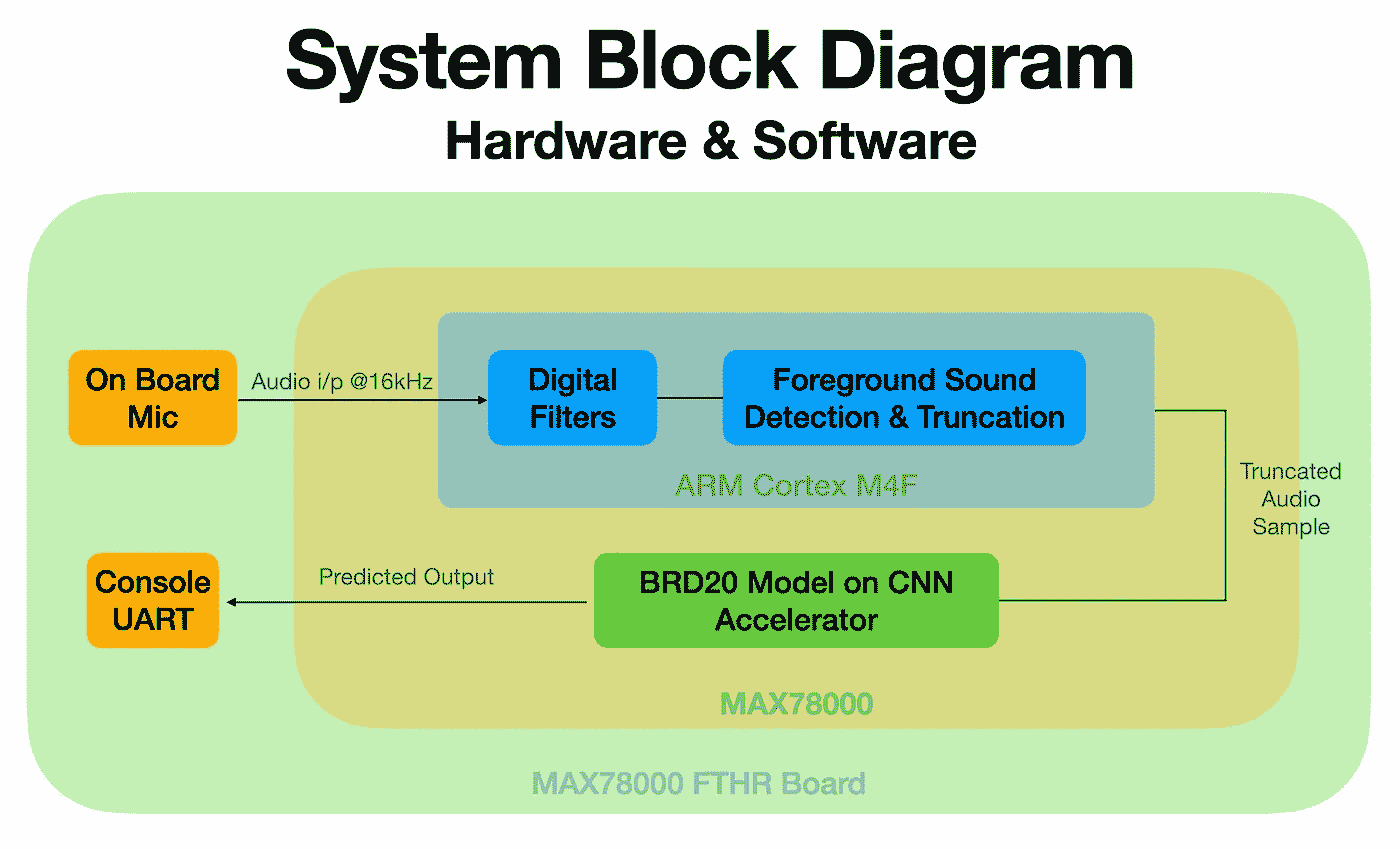 System Block Diagram
Hardware & Software
On Board
Mic
Audio i/p @16kHz
Digital
Filters
Foreground Sound
Detection & Truncation
ARM Cortex M4F
Truncated
Audio
Sample
Console
UART
Predicted Output
BRD20 Model on CNN
Accelerator
MAX78000
MAX78000 FTHR Board